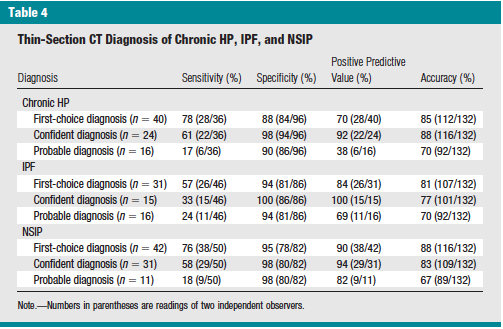 Table 4
Thin-Section CT Diagnosis of Chronic HP, IPF, and NSIP
Diagnosis Sensitivity (%) Specificity (%) Positive Predictive Value (%) Accuracy (%)
Chronic HP
First-choice diagnosis (n = 40) 78 (28/36) 88 (84/96) 70 (28/40) 85 (112/132)
Confident diagnosis (n = 24) 61 (22/36) 98 (94/96) 92 (22/24) 88 (116/132)
Probable diagnosis (n = 16) 17 (6/36) 90 (86/96) 38 (6/16) 70 (92/132)
IPF
First-choice diagnosis (n = 31) 57 (26/46) 94 (81/86) 84 (26/31) 81 (107/132)
Confident diagnosis (n = 15) 33 (15/46) 100 (86/86) 100 (15/15) 77 (101/132)
Probable diagnosis (n = 16) 24 (11/46) 94 (81/86) 69 (11/16) 70 (92/132)
NSIP
First-choice diagnosis (n = 42) 76 (38/50) 95 (78/82) 90 (38/42) 88 (116/132)
Confident diagnosis (n = 31) 58 (29/50) 98 (80/82) 94 (29/31) 83 (109/132)
Probable diagnosis (n = 11) 18 (9/50) 98 (80/82) 82 (9/11) 67 (89/132)
Note.—Numbers in parentheses are readings of two independent observers.